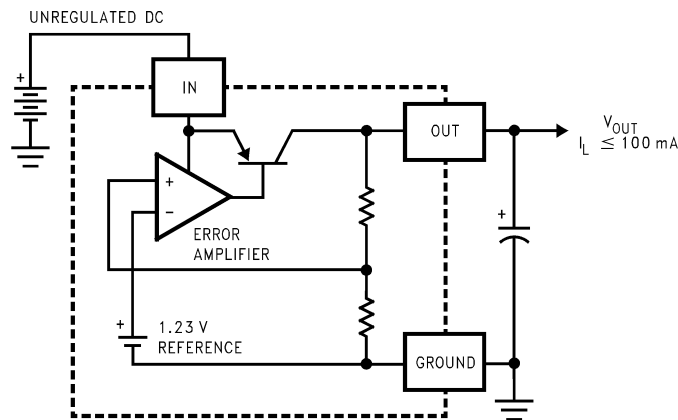 UNREGULATED DC
+
IN
OUT
V_OUT
I_L ≤ 100 mA
+
−
+
ERROR
AMPLIFIER
+
1.23 V
REFERENCE
GROUND